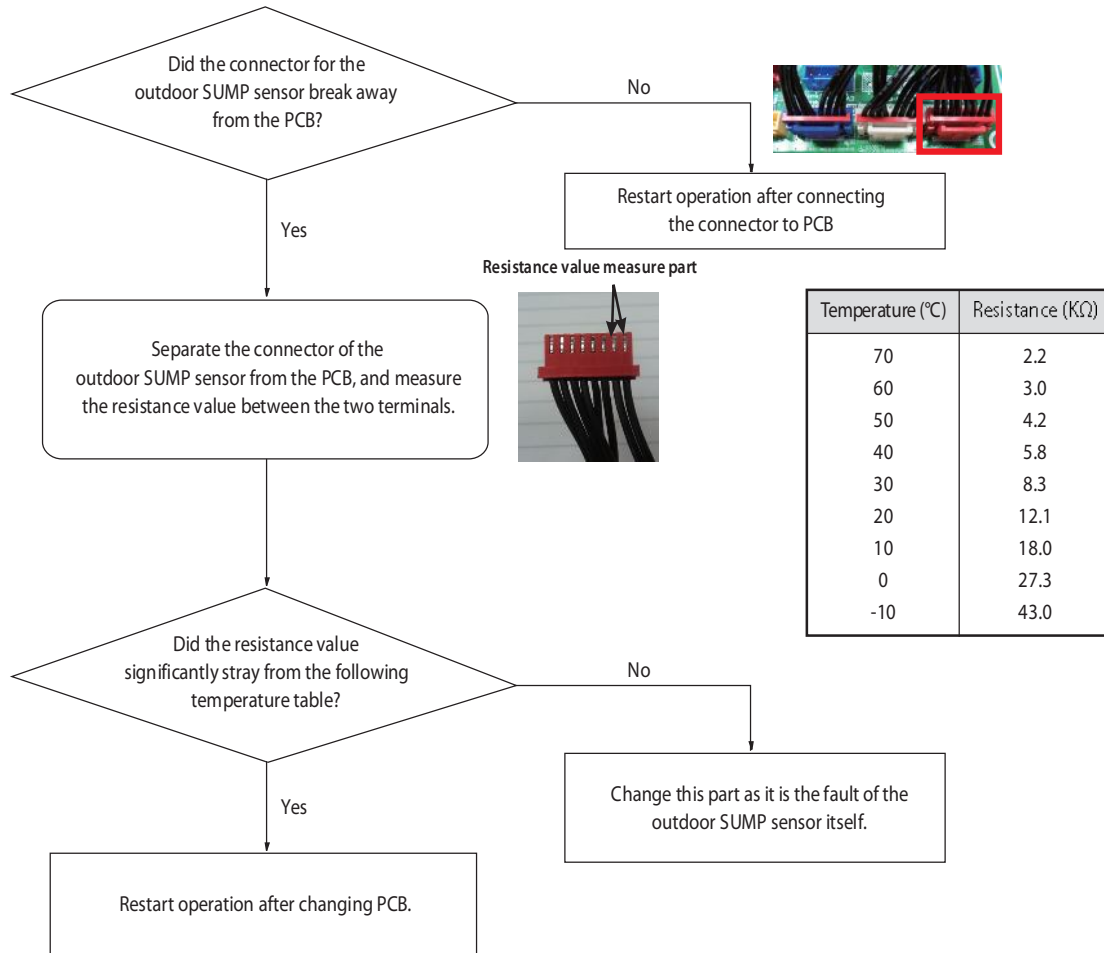 Did the connector for the
outdoor SUMP sensor break away
from the PCB?
No
Restart operation after connecting
the connector to PCB
Yes
Resistance value measure part
Separate the connector of the
outdoor SUMP sensor from the PCB, and measure
the resistance value between the two terminals.
Temperature (°C) Resistance (KΩ)
70 2.2
60 3.0
50 4.2
40 5.8
30 8.3
20 12.1
10 18.0
0 27.3
-10 43.0
Did the resistance value
significantly stray from the following
temperature table?
No
Change this part as it is the fault of the
outdoor SUMP sensor itself.
Yes
Restart operation after changing PCB.